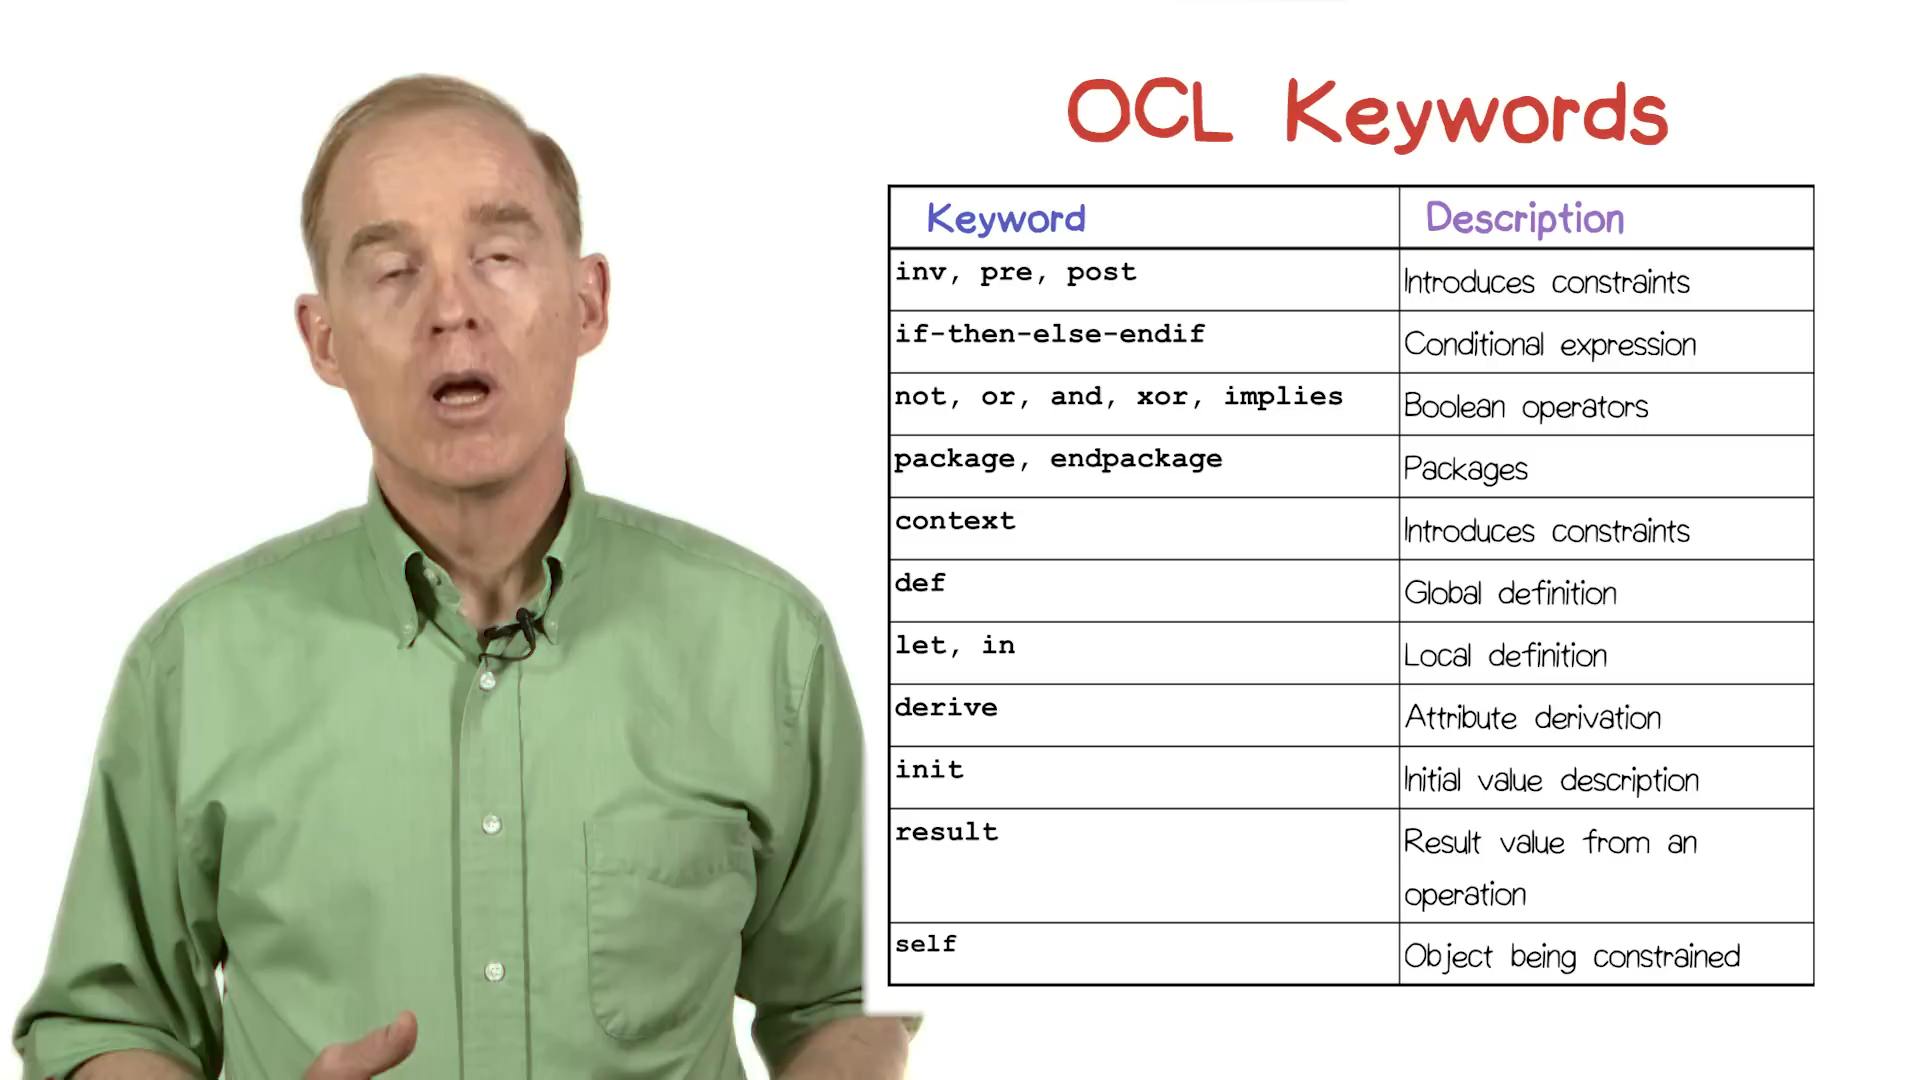 OCL Keywords
Keyword Description
inv, pre, post Introduces constraints
if-then-else-endif Conditional expression
not, or, and, xor, implies Boolean operators
package, endpackage Packages
context Introduces constraints
def Global definition
let, in Local definition
derive Attribute derivation
init Initial value description
result Result value from an
operation
self Object being constrained